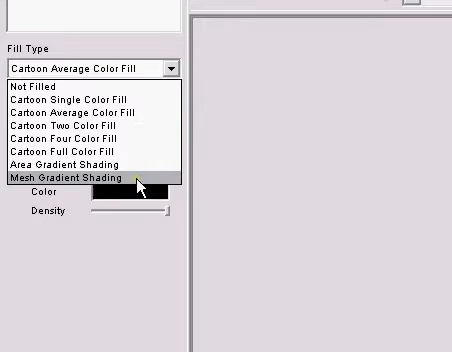 Fill Type
Cartoon Average Color Fill
Not Filled
Cartoon Single Color Fill
Cartoon Average Color Fill
Cartoon Two Color Fill
Cartoon Four Color Fill
Cartoon Full Color Fill
Area Gradient Shading
Mesh Gradient Shading
Color
Density